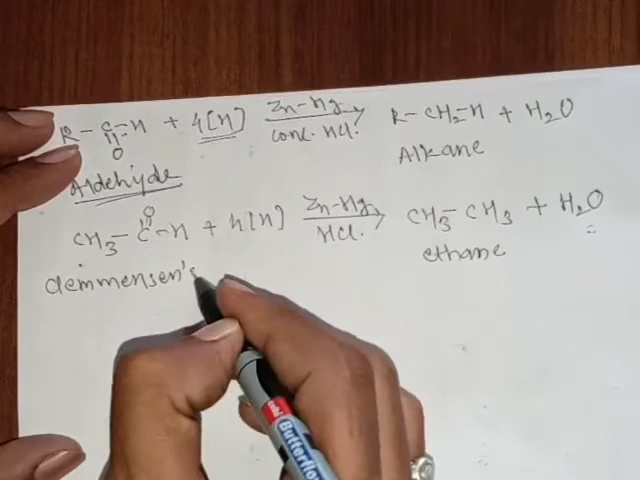 R-C-H + 4[H] Zn-Hg conc. HCl. R-CH2-H + H2O
O
Aldehyde Alkane
O
CH3-C-H + 4[H] Zn-Hg HCl. CH3-CH3 + H2O
ethane
clemmensen's
Butterflow